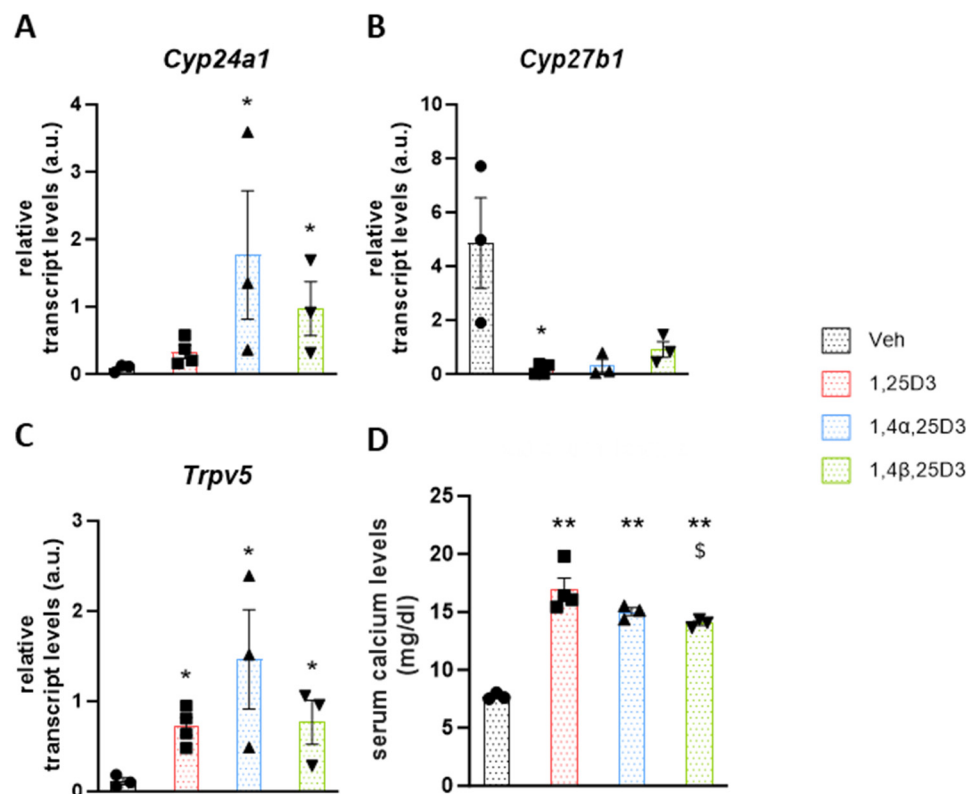 A
Cyp24a1
relative
transcript levels (a.u.)
4
3
2
1
0
*
*
B
Cyp27b1
relative
transcript levels (a.u.)
10
8
6
4
2
0
*
Veh
1,25D3
1,4α,25D3
1,4β,25D3
C
Trpv5
relative
transcript levels (a.u.)
3
2
1
0
*
*
*
D
serum calcium levels
(mg/dl)
25
20
15
10
5
0
**
**
**
$